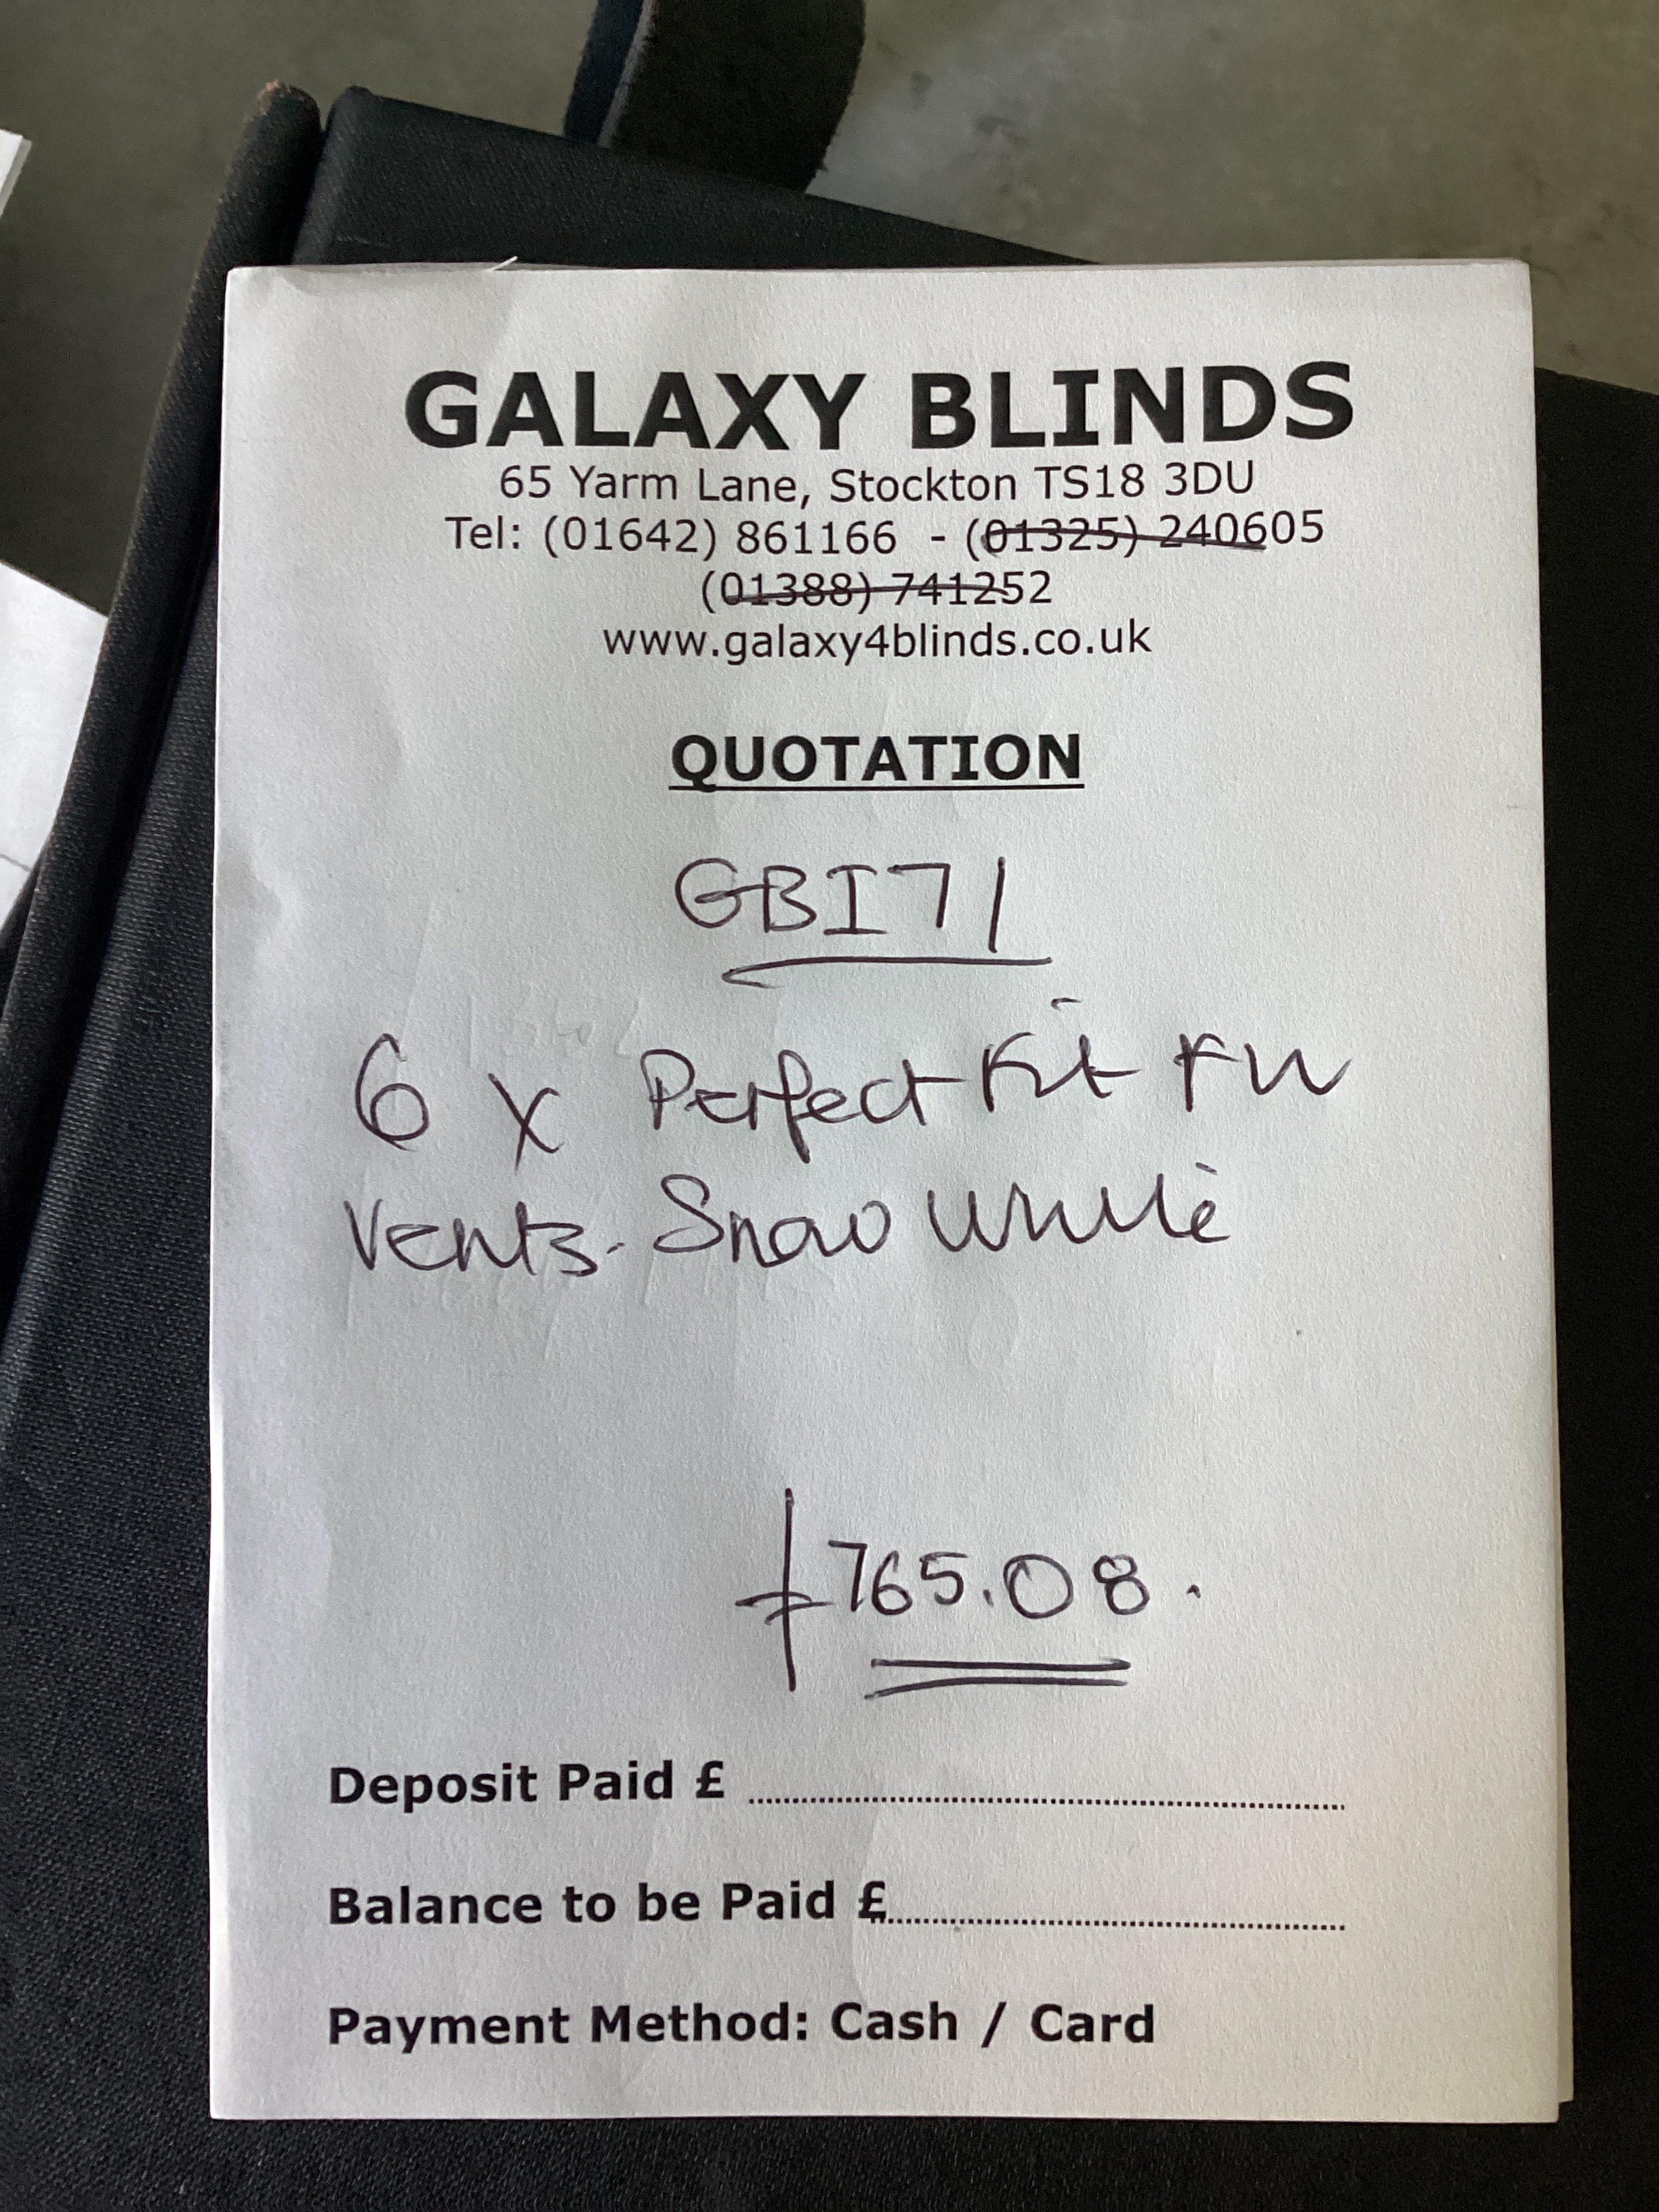 GALAXY BLINDS
65 Yarm Lane, Stockton TS18 3DU
Tel: (01642) 861166 - (01325) 240605
(01388) 741252
www.galaxy4blinds.co.uk
QUOTATION
GBI71
6 x Perfect Fit
Vents. Snow White
£765.08.
Deposit Paid £
Balance to be Paid £
Payment Method: Cash / Card